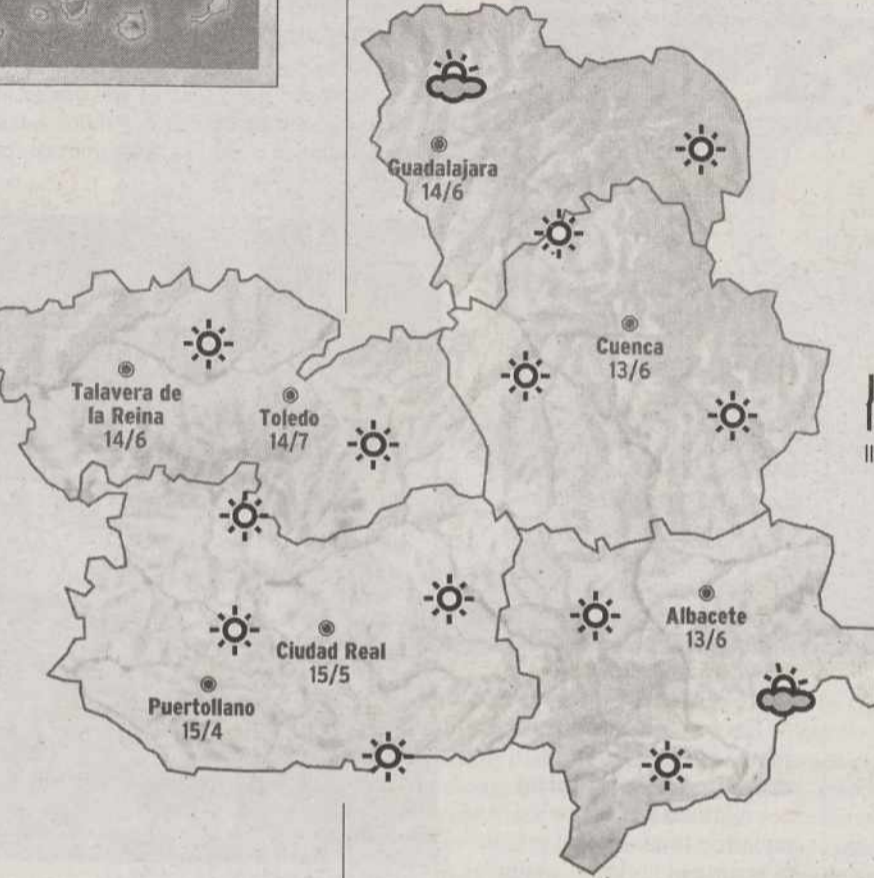 Guadalajara
14/6
Cuenca
13/6
Talavera de
la Reina
14/6
Toledo
14/7
Ciudad Real
15/5
Albacete
13/6
Puertollano
15/4